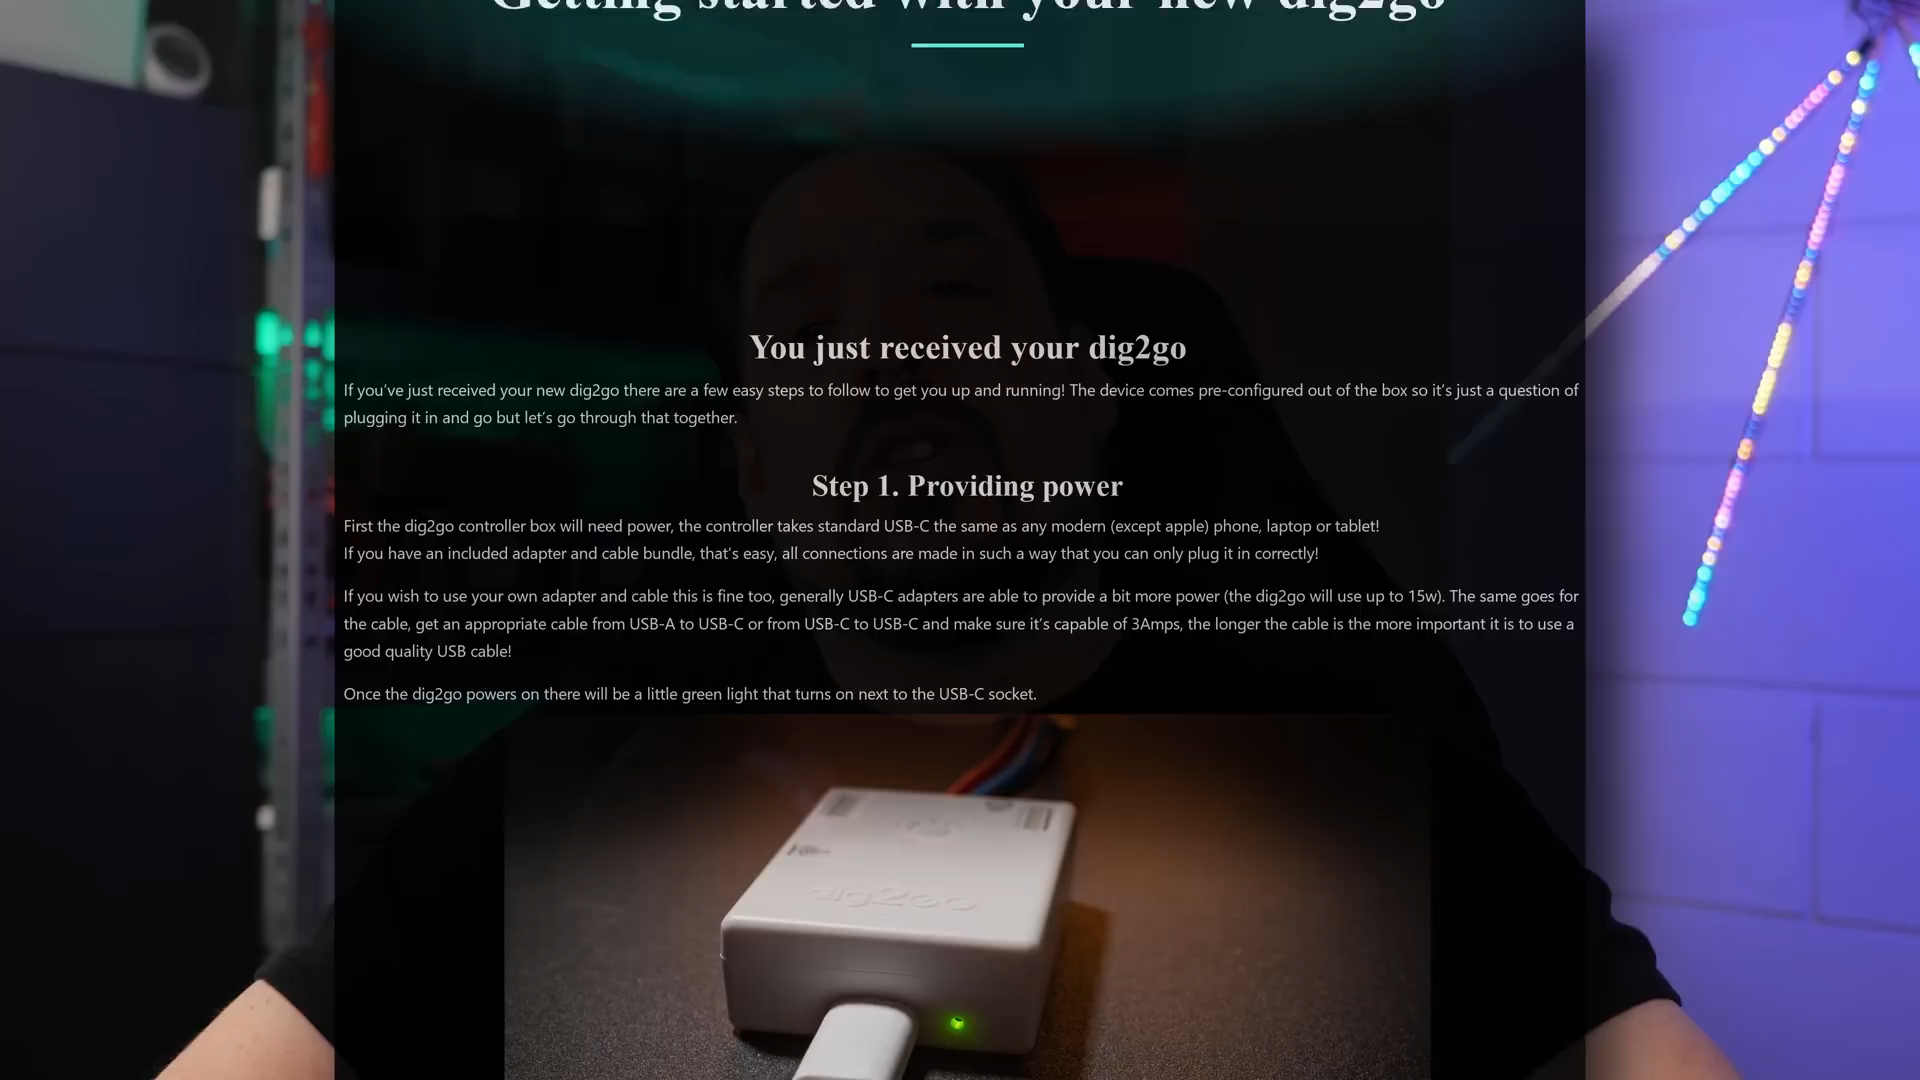 Getting started with your new dig2go
You just received your dig2go
If you've just received your new dig2go there are a few easy steps to follow to get you up and running! The device comes pre-configured out of the box so it's just a question of
plugging it in and go but let's go through that together.
Step 1. Providing power
First the dig2go controller box will need power, the controller takes standard USB-C the same as any modern (except apple) phone, laptop or tablet!
If you have an included adapter and cable bundle, that's easy, all connections are made in such a way that you can only plug it in correctly!
If you wish to use your own adapter and cable this is fine too, generally USB-C adapters are able to provide a bit more power (the dig2go will use up to 15w). The same goes for
the cable, get an appropriate cable from USB-A to USB-C or from USB-C to USB-C and make sure it's capable of 3Amps, the longer the cable is the more important it is to use a
good quality USB cable!
Once the dig2go powers on there will be a little green light that turns on next to the USB-C socket.
dig2go